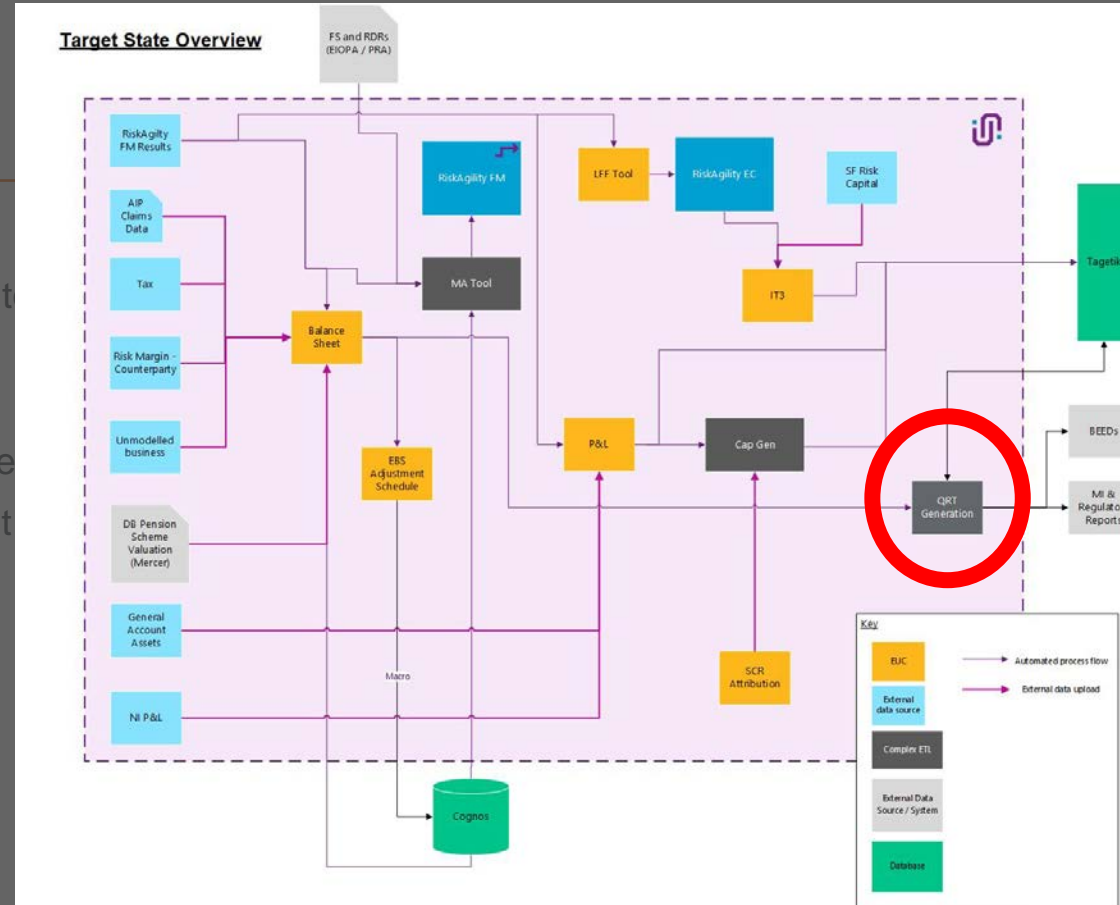 Target State Overview
FS and RDRs
(EIOPA / PRA)
RiskAgilty
FM Results
AIP
Claims
Data
Tax
Risk Margin -
Counterparty
Unmodelled
business
DB Pension
Scheme
Valuation
(Mercer)
General
Account
Assets
NI P&L
Balance
Sheet
EBS
Adjustment
Schedule
Macro
Cognos
RiskAgility FM
MA Tool
LFF Tool
RiskAgility EC
SF Risk
Capital
IT3
P&L
Cap Gen
SCR
Attribution
QRT
Generation
Tagetik
BEEDs
MI &
Reports
Key
EUC
External
data source
Complex ETL
External Data
Source / System
Database
Automated process flow
External data upload